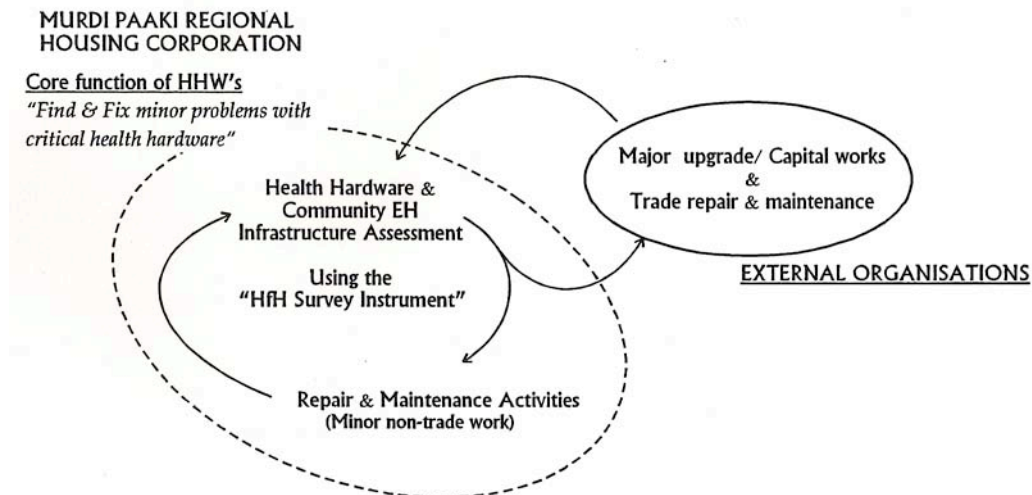 MURDI PAAKI REGIONAL
HOUSING CORPORATION
Core function of HHW's
"Find & Fix minor problems with
critical health hardware"
Health Hardware &
Community EH
Infrastructure Assessment
Using the
"HfH Survey Instrument"
Repair & Maintenance Activities
(Minor non-trade work)
Major upgrade/ Capital works
&
Trade repair & maintenance
EXTERNAL ORGANISATIONS